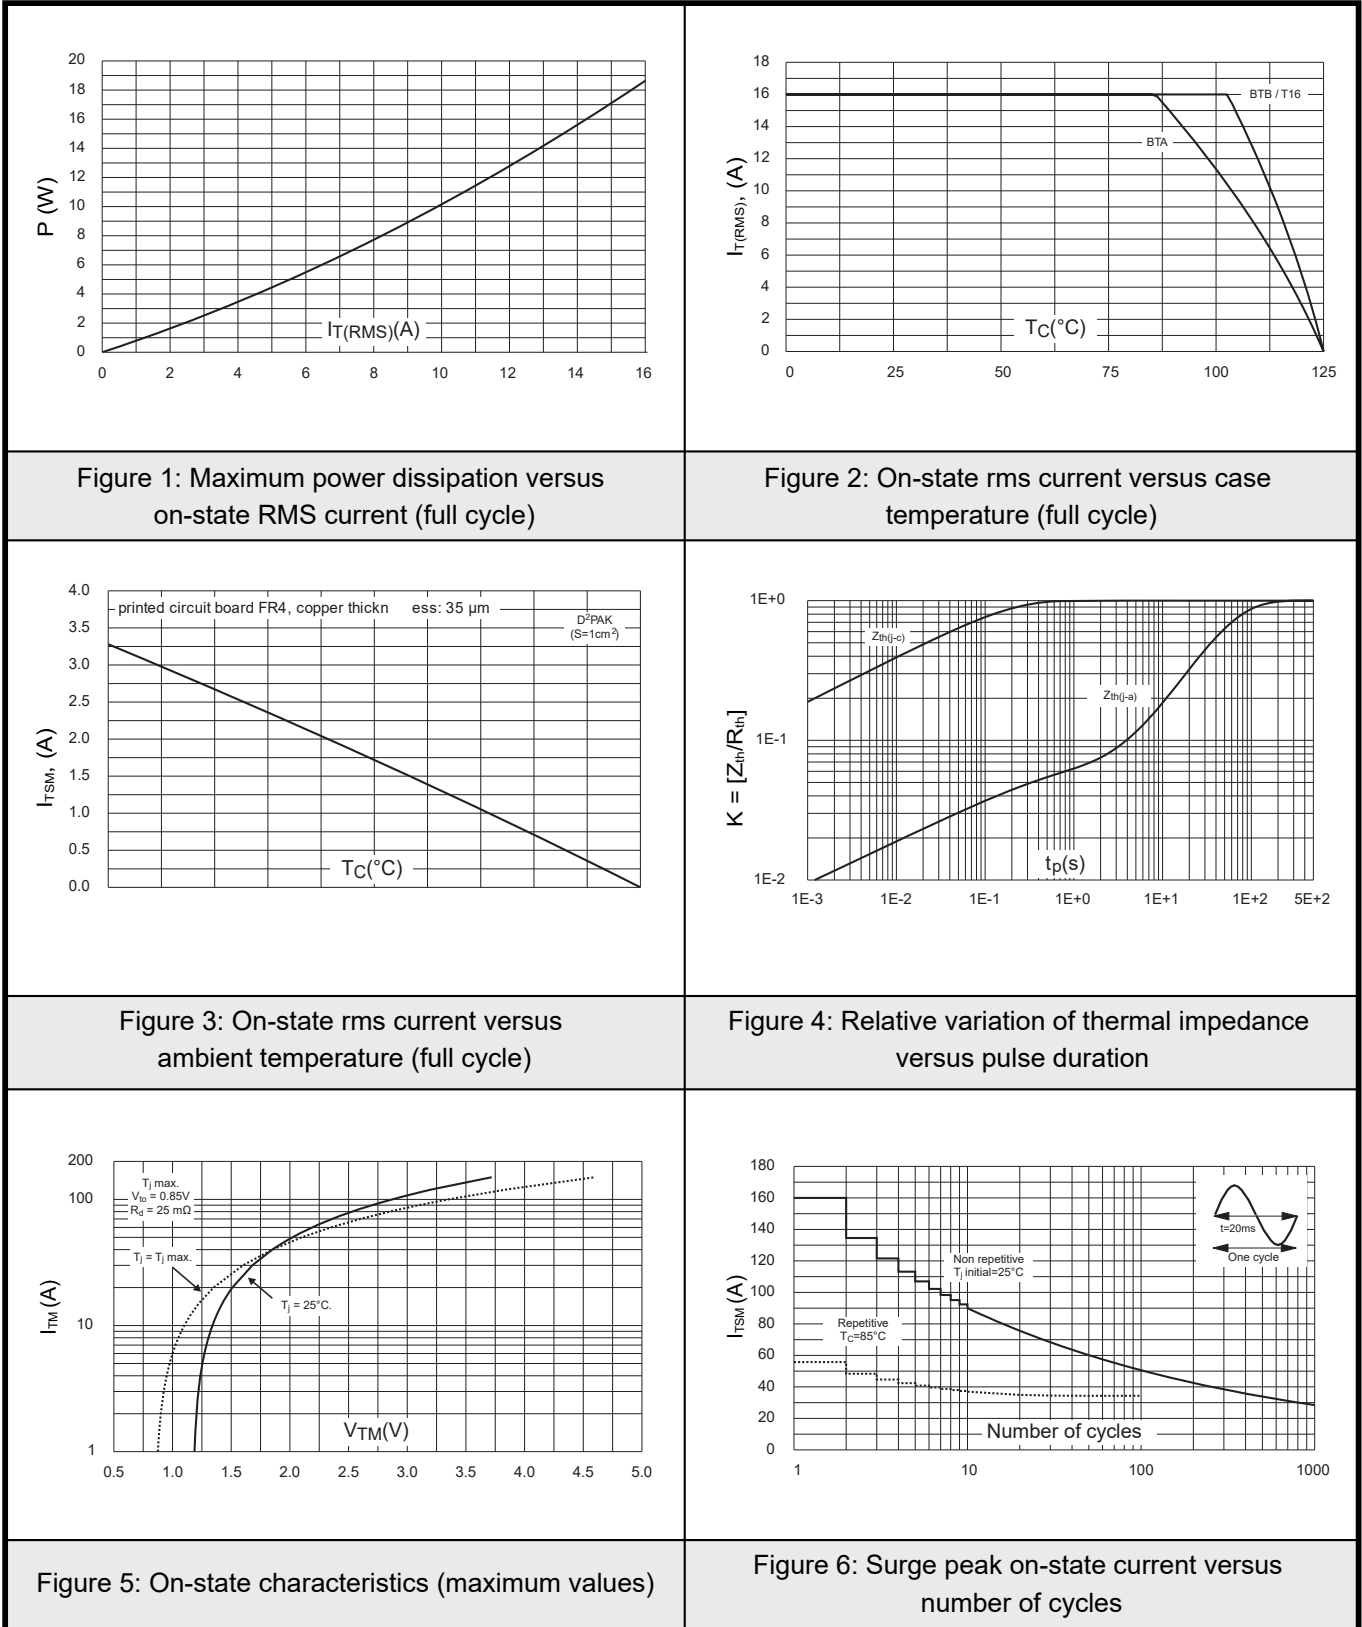 20
18
16
14
12
10
8
6
4
2
0
P (W)
IT(RMS)(A)
0 2 4 6 8 10 12 14 16
Figure 1: Maximum power dissipation versus
on-state RMS current (full cycle)
18
16
14
12
10
8
6
4
2
0
IT(RMS), (A)
BTB / T16
BTA
TC(°C)
0 25 50 75 100 125
Figure 2: On-state rms current versus case
temperature (full cycle)
4.0
3.5
3.0
2.5
2.0
1.5
1.0
0.5
0.0
ITSM, (A)
printed circuit board FR4, copper thickn ess: 35 µm
D²PAK
(S=1cm²)
TC(°C)
Figure 3: On-state rms current versus
ambient temperature (full cycle)
1E+0
1E-1
1E-2
K = [Zth/Rth]
Zth(j-c)
Zth(j-a)
tp(s)
1E-3 1E-2 1E-1 1E+0 1E+1 1E+2 5E+2
Figure 4: Relative variation of thermal impedance
versus pulse duration
200
100
10
1
ITM (A)
Tj max.
Vto = 0.85V
Rd = 25 mΩ
Tj = Tj max.
Tj = 25°C.
VTM(V)
0.5 1.0 1.5 2.0 2.5 3.0 3.5 4.0 4.5 5.0
Figure 5: On-state characteristics (maximum values)
180
160
140
120
100
80
60
40
20
0
ITSM (A)
t=20ms
One cycle
Non repetitive
Tj initial=25°C
Repetitive
TC=85°C
Number of cycles
1 10 100 1000
Figure 6: Surge peak on-state current versus
number of cycles